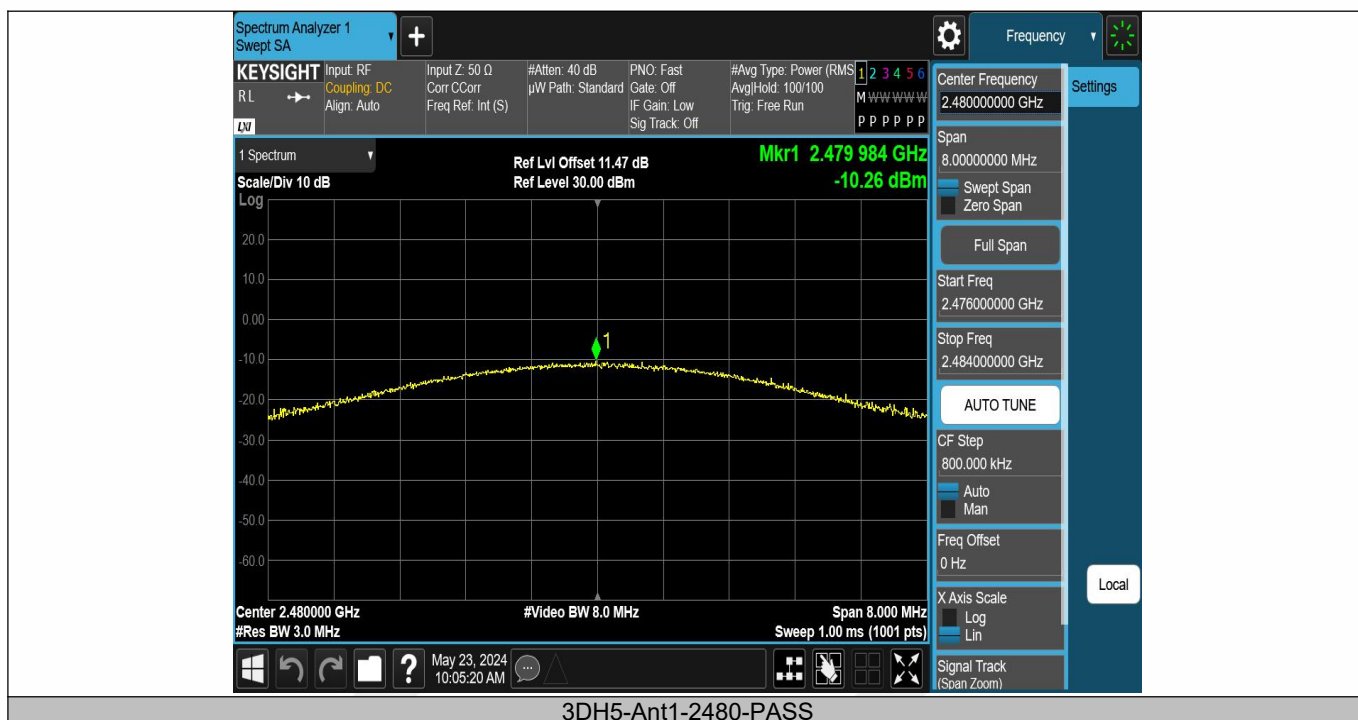 Spectrum Analyzer 1
Swept SA
Frequency
KEYSIGHT
R L
LXI
Input: RF
Coupling: DC
Align: Auto
Input Z: 50 Ω
Corr CCorr
Freq Ref: Int (S)
#Atten: 40 dB
µW Path: Standard
PNO: Fast
Gate: Off
IF Gain: Low
Sig Track: Off
#Avg Type: Power (RMS
Avg|Hold: 100/100
Trig: Free Run
1 2 3 4 5 6
M W W W W W
P P P P P P
1 Spectrum
Scale/Div 10 dB
Log
Ref Lvl Offset 11.47 dB
Ref Level 30.00 dBm
Mkr1 2.479 984 GHz
-10.26 dBm
20.0
10.0
0.00
1
-10.0
-20.0
-30.0
-40.0
-50.0
-60.0
Center 2.480000 GHz
#Video BW 8.0 MHz
Span 8.000 MHz
#Res BW 3.0 MHz
Sweep 1.00 ms (1001 pts)
?
May 23, 2024
10:05:20 AM
Center Frequency
2.480000000 GHz
Settings
Span
8.00000000 MHz
Swept Span
Zero Span
Full Span
Start Freq
2.476000000 GHz
Stop Freq
2.484000000 GHz
AUTO TUNE
CF Step
800.000 kHz
Auto
Man
Freq Offset
0 Hz
Local
X Axis Scale
Log
Lin
Signal Track
(Span Zoom)
3DH5-Ant1-2480-PASS